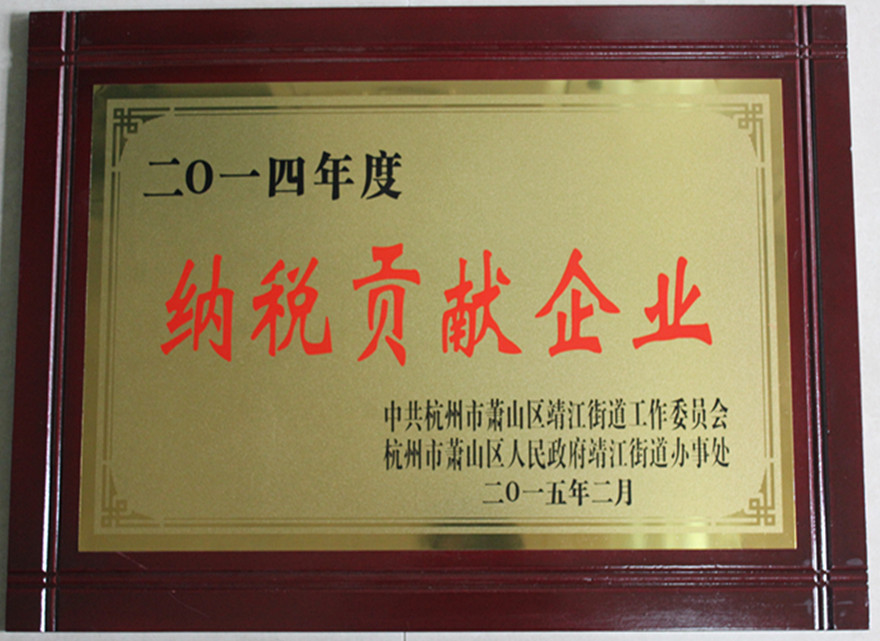 二〇一四年度
纳税贡献企业
中共杭州市萧山区靖江街道工作委员会
杭州市萧山区人民政府靖江街道办事处
二〇一五年二月